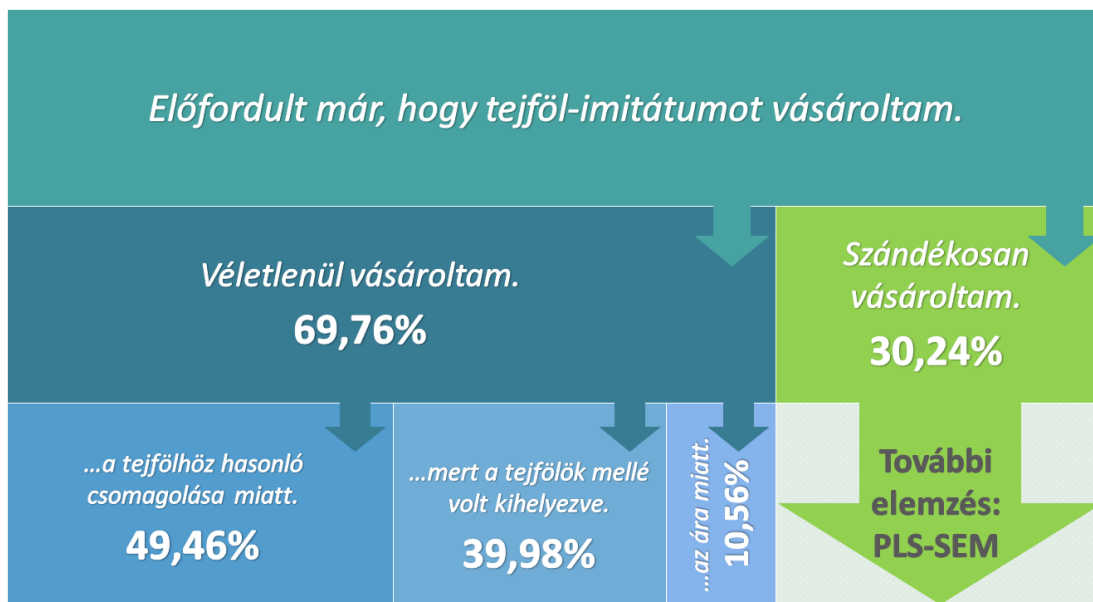 Előfordult már, hogy tejföl-imitátumot vásároltam.
Véletlenül vásároltam.
69,76%
Szándékosan
vásároltam.
30,24%
...a tejfölhöz hasonló
csomagolása miatt.
49,46%
...mert a tejfölök mellé
volt kihelyezve.
39,98%
...az ára miatt.
10,56%
További
elemzés:
PLS-SEM